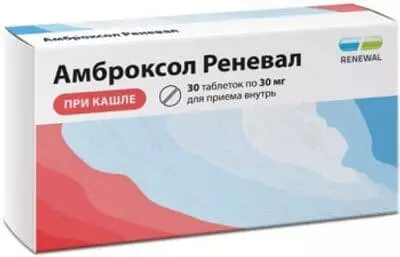 Амброксол Реневал
RENEWAL
ПРИ КАШЛЕ
30 таблеток по 30 мг
для приема внутрь